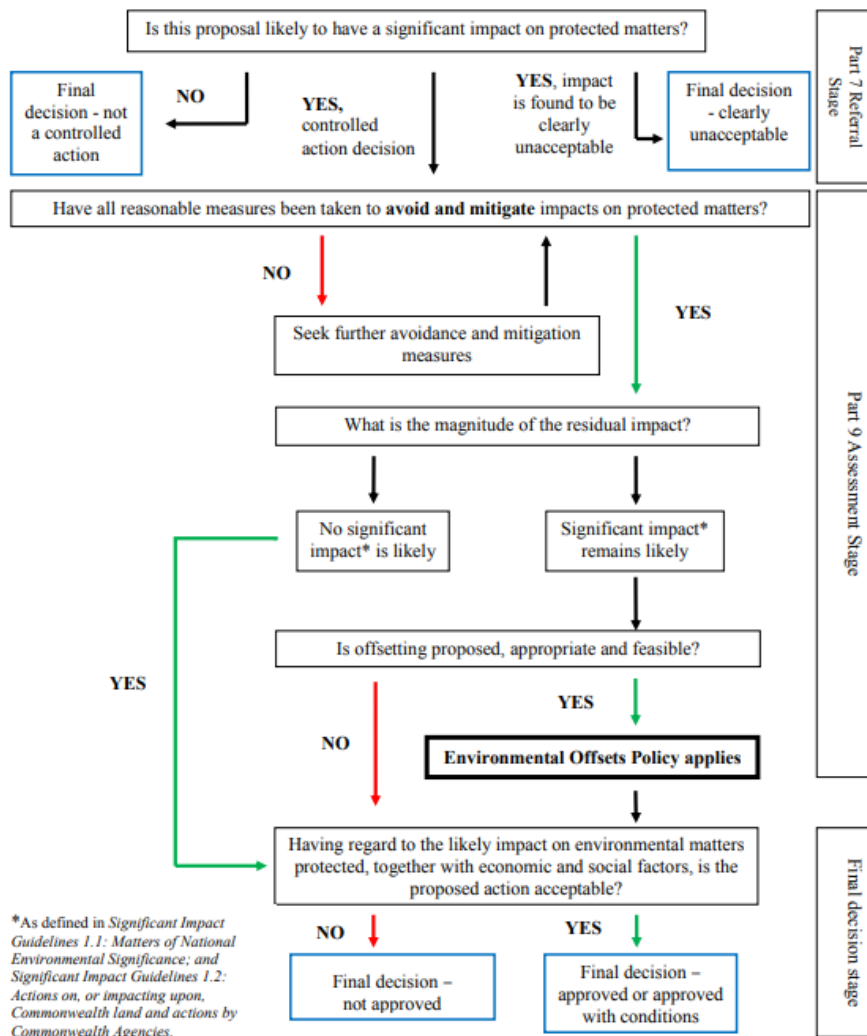 Is this proposal likely to have a significant impact on protected matters?
Part 7 Referral
Stage
Final
decision - not
a controlled
action
NO
YES,
controlled
action decision
YES, impact
is found to be
clearly
unacceptable
Final decision
- clearly
unacceptable
Have all reasonable measures been taken to avoid and mitigate impacts on protected matters?
NO
YES
Seek further avoidance and mitigation
measures
Part 9 Assessment Stage
What is the magnitude of the residual impact?
No significant
impact* is likely
Significant impact*
remains likely
Is offsetting proposed, appropriate and feasible?
YES
NO
YES
Environmental Offsets Policy applies
Having regard to the likely impact on environmental matters
protected, together with economic and social factors, is the
proposed action acceptable?
Final decision stage
NO
YES
Final decision –
not approved
Final decision –
approved or approved
with conditions
*As defined in Significant Impact
Guidelines 1.1: Matters of National
Environmental Significance; and
Significant Impact Guidelines 1.2:
Actions on, or impacting upon,
Commonwealth land and actions by
Commonwealth Agencies.